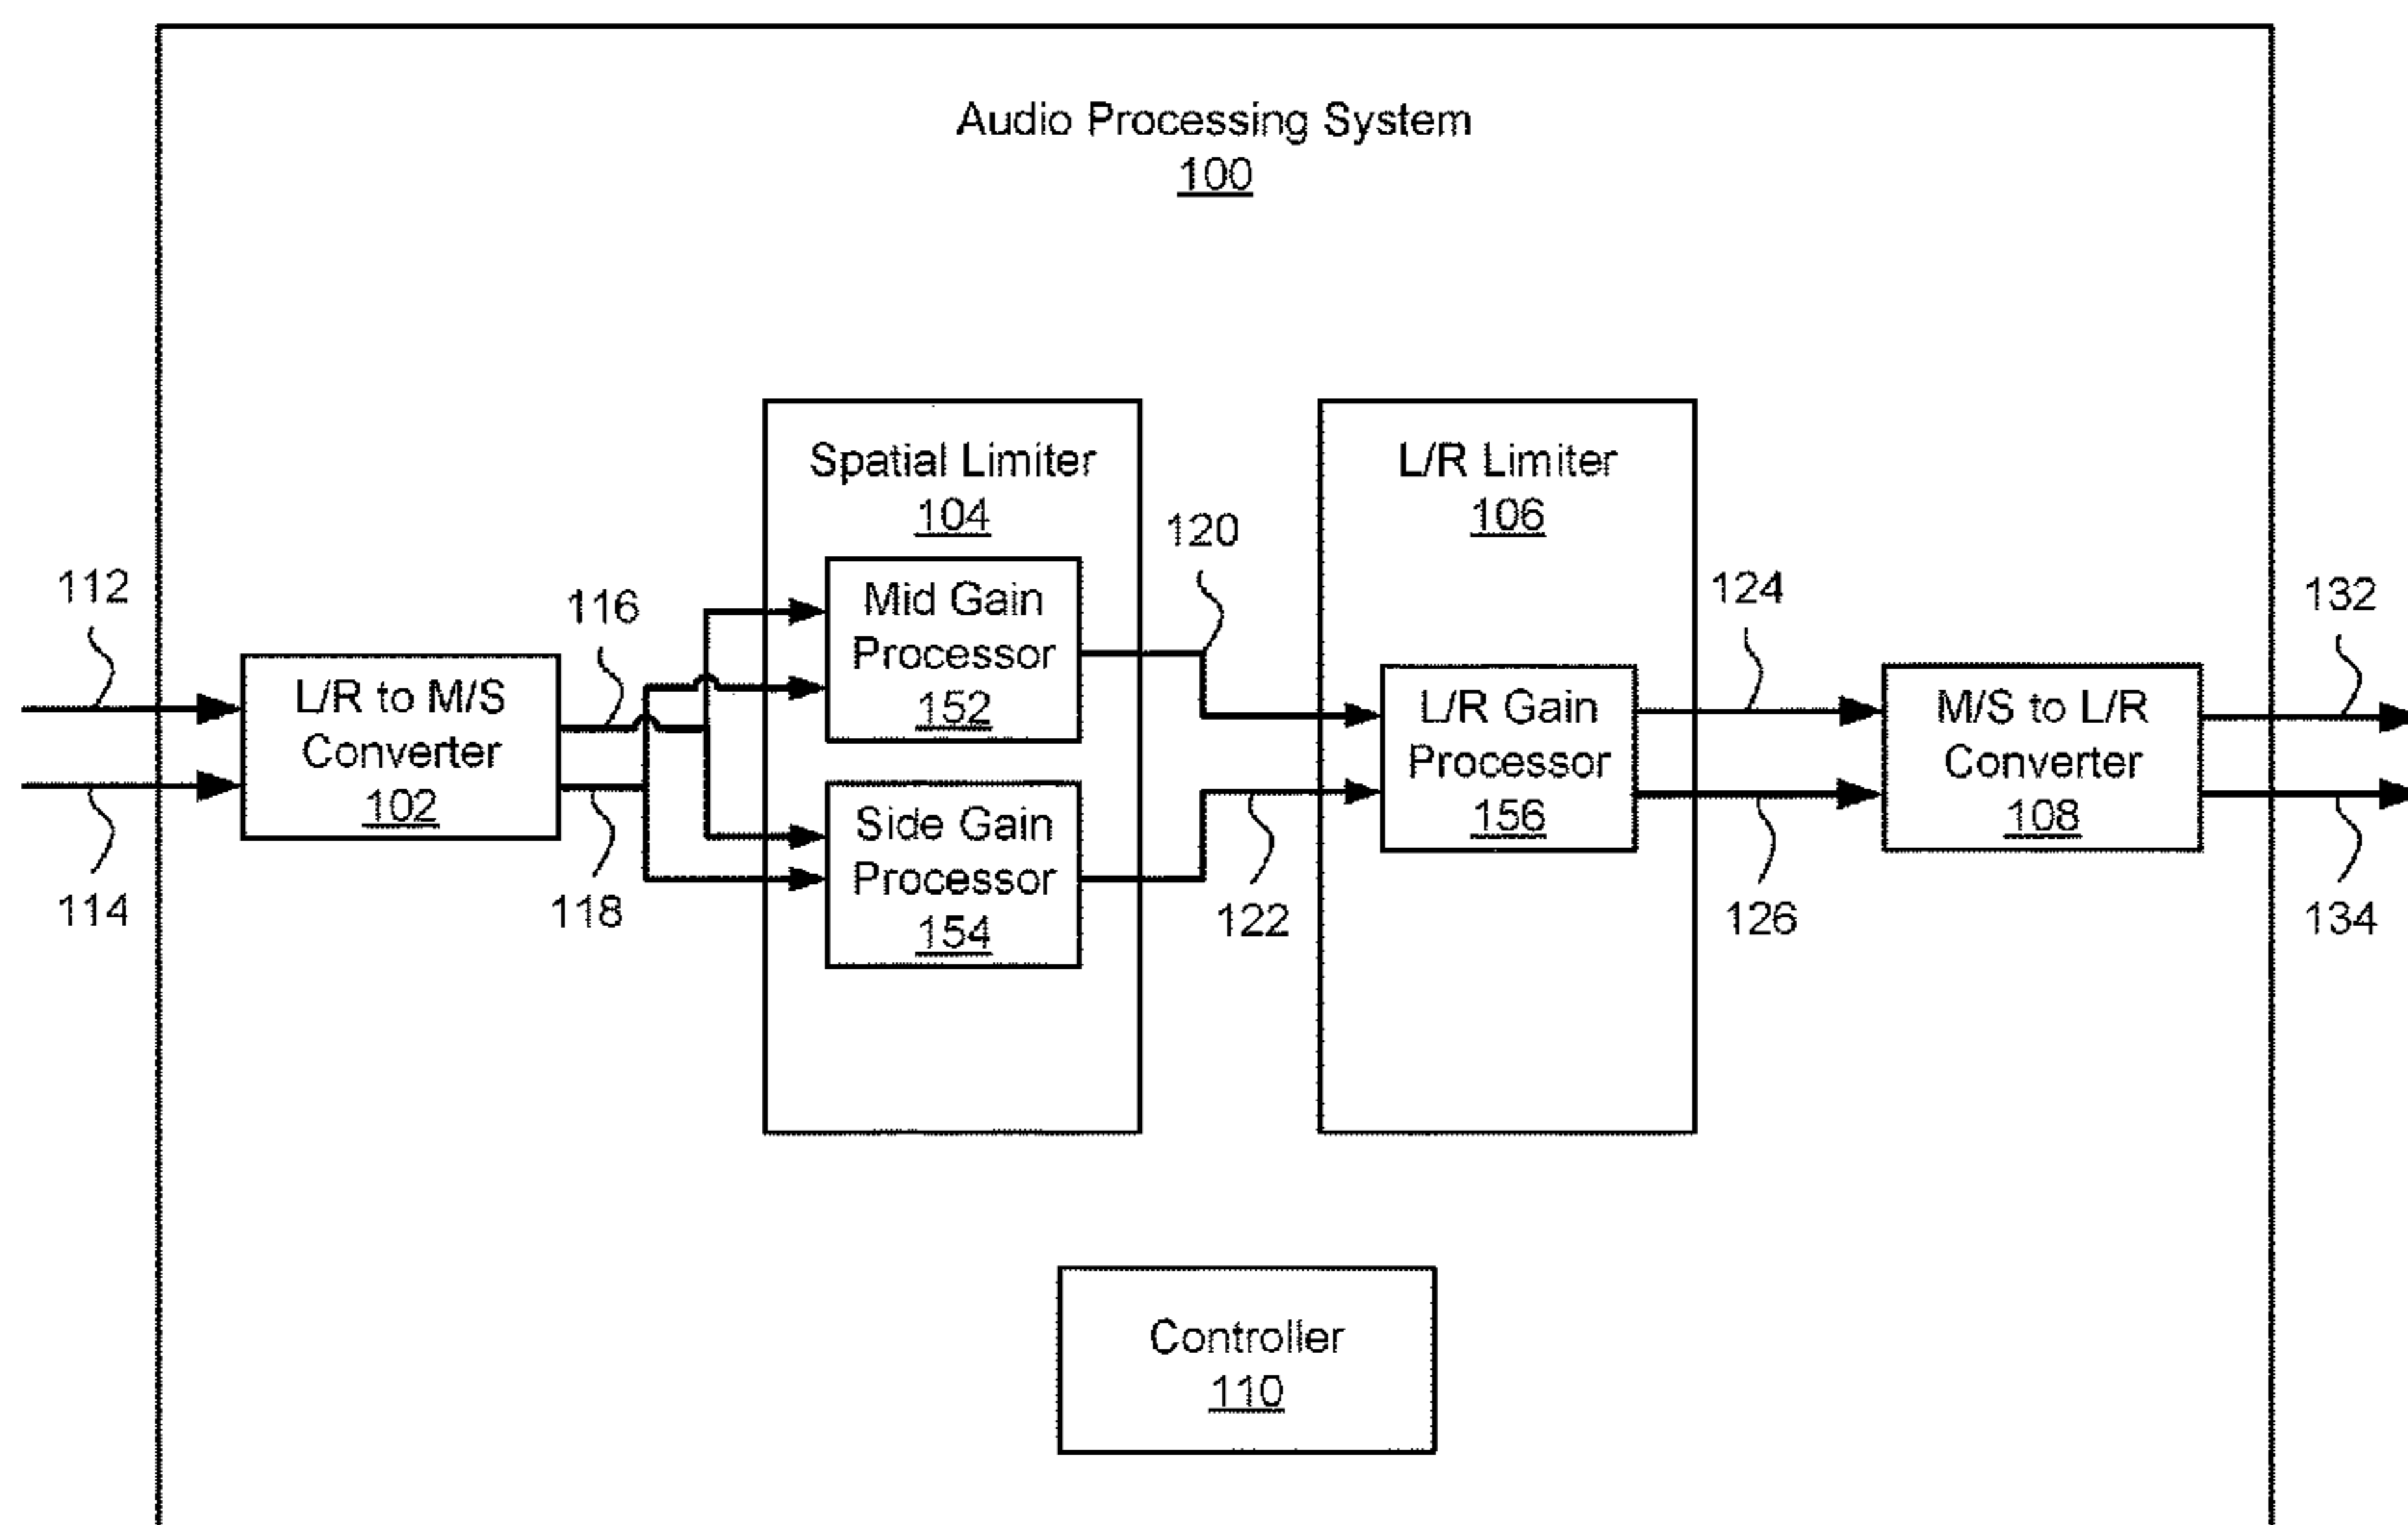 Audio Processing System
100
Spatial Limiter
104
L/R Limiter
106
112
114
L/R to M/S
Converter
102
116
118
Mid Gain
Processor
152
Side Gain
Processor
154
120
122
L/R Gain
Processor
156
124
126
M/S to L/R
Converter
108
132
134
Controller
110